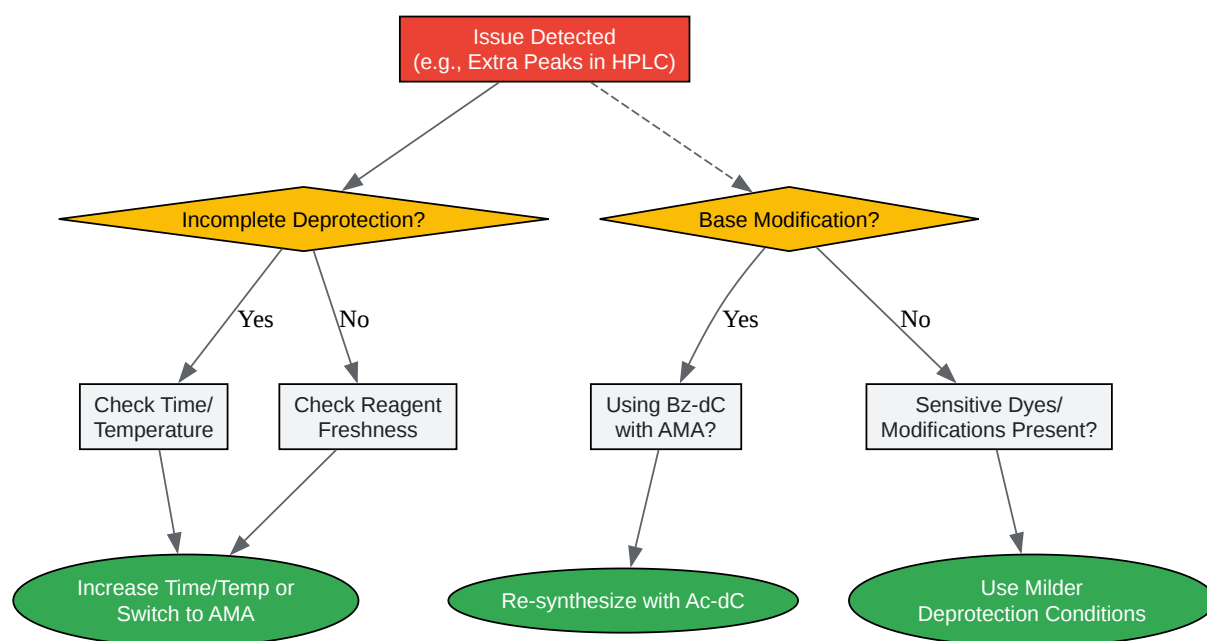 Issue Detected
(e.g., Extra Peaks in HPLC)
Incomplete Deprotection?
Base Modification?
Yes
No
Yes
No
Check Time/
Temperature
Check Reagent
Freshness
Using Bz-dC
with AMA?
Sensitive Dyes/
Modifications Present?
Increase Time/Temp or
Switch to AMA
Re-synthesize with Ac-dC
Use Milder
Deprotection Conditions